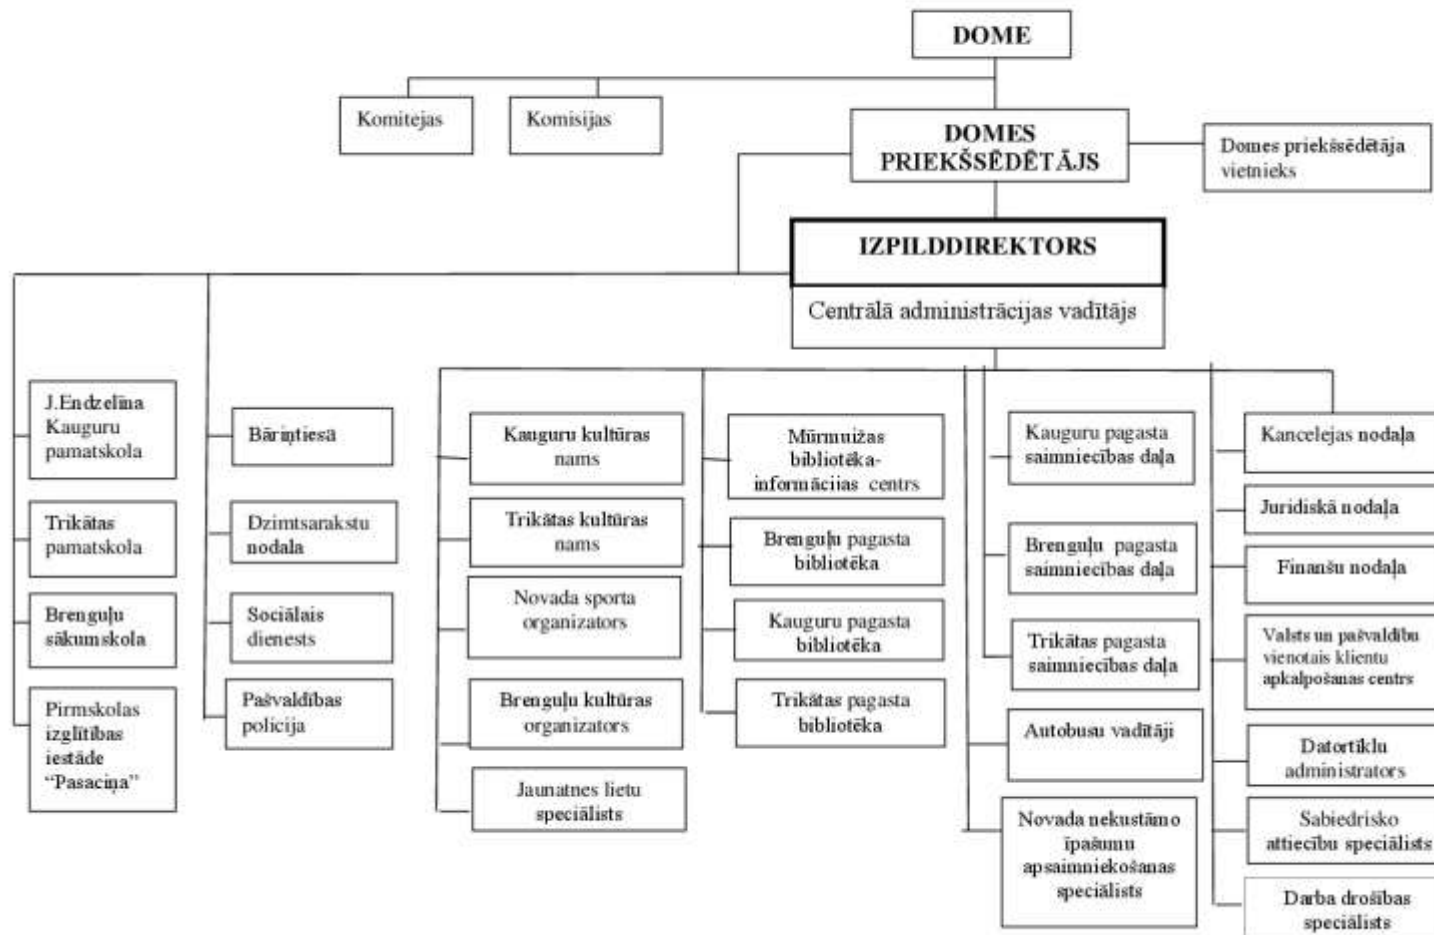 DOME
Komitejas
Komisijas
DOMES
PRIEKŠSĒDĒTĀJS
Domes priekšsēdētāja
vietnieks
IZPILDDIREKTORS
Centrālā administrācijas vadītājs
J.Endzelīna
Kauguru
pamatskola
Trikātas
pamatskola
Brenguļu
sākumskola
Pirmskolas
izglītības
iestāde
“Pasaciņa”
Bāriņtiesā
Dzimtsarakstu
nodala
Sociālais
dienests
Pašvaldības
policija
Kauguru kultūras
nams
Trikātas kultūras
nams
Novada sporta
organizators
Brenguļu kultūras
organizators
Jaunatnes lietu
speciālists
Mūrmuižas
bibliotēka-
informācijas centrs
Brenguļu pagasta
bibliotēka
Kauguru pagasta
bibliotēka
Trikātas pagasta
bibliotēka
Kauguru pagasta
saimniecības daļa
Brenguļu pagasta
saimniecības daļa
Trikātas pagasta
saimniecības daļa
Autobusu vadītāji
Novada nekustāmo
īpašumu
apsaimniekošanas
speciālists
Kancelejas nodaļa
Juridiskā nodaļa
Finanšu nodaļa
Valsts un pašvaldību
vienotais klientu
apkalpošanas centrs
Datortīklu
administrators
Sabiedrisko
attiecību speciālists
Darba drošības
speciālists